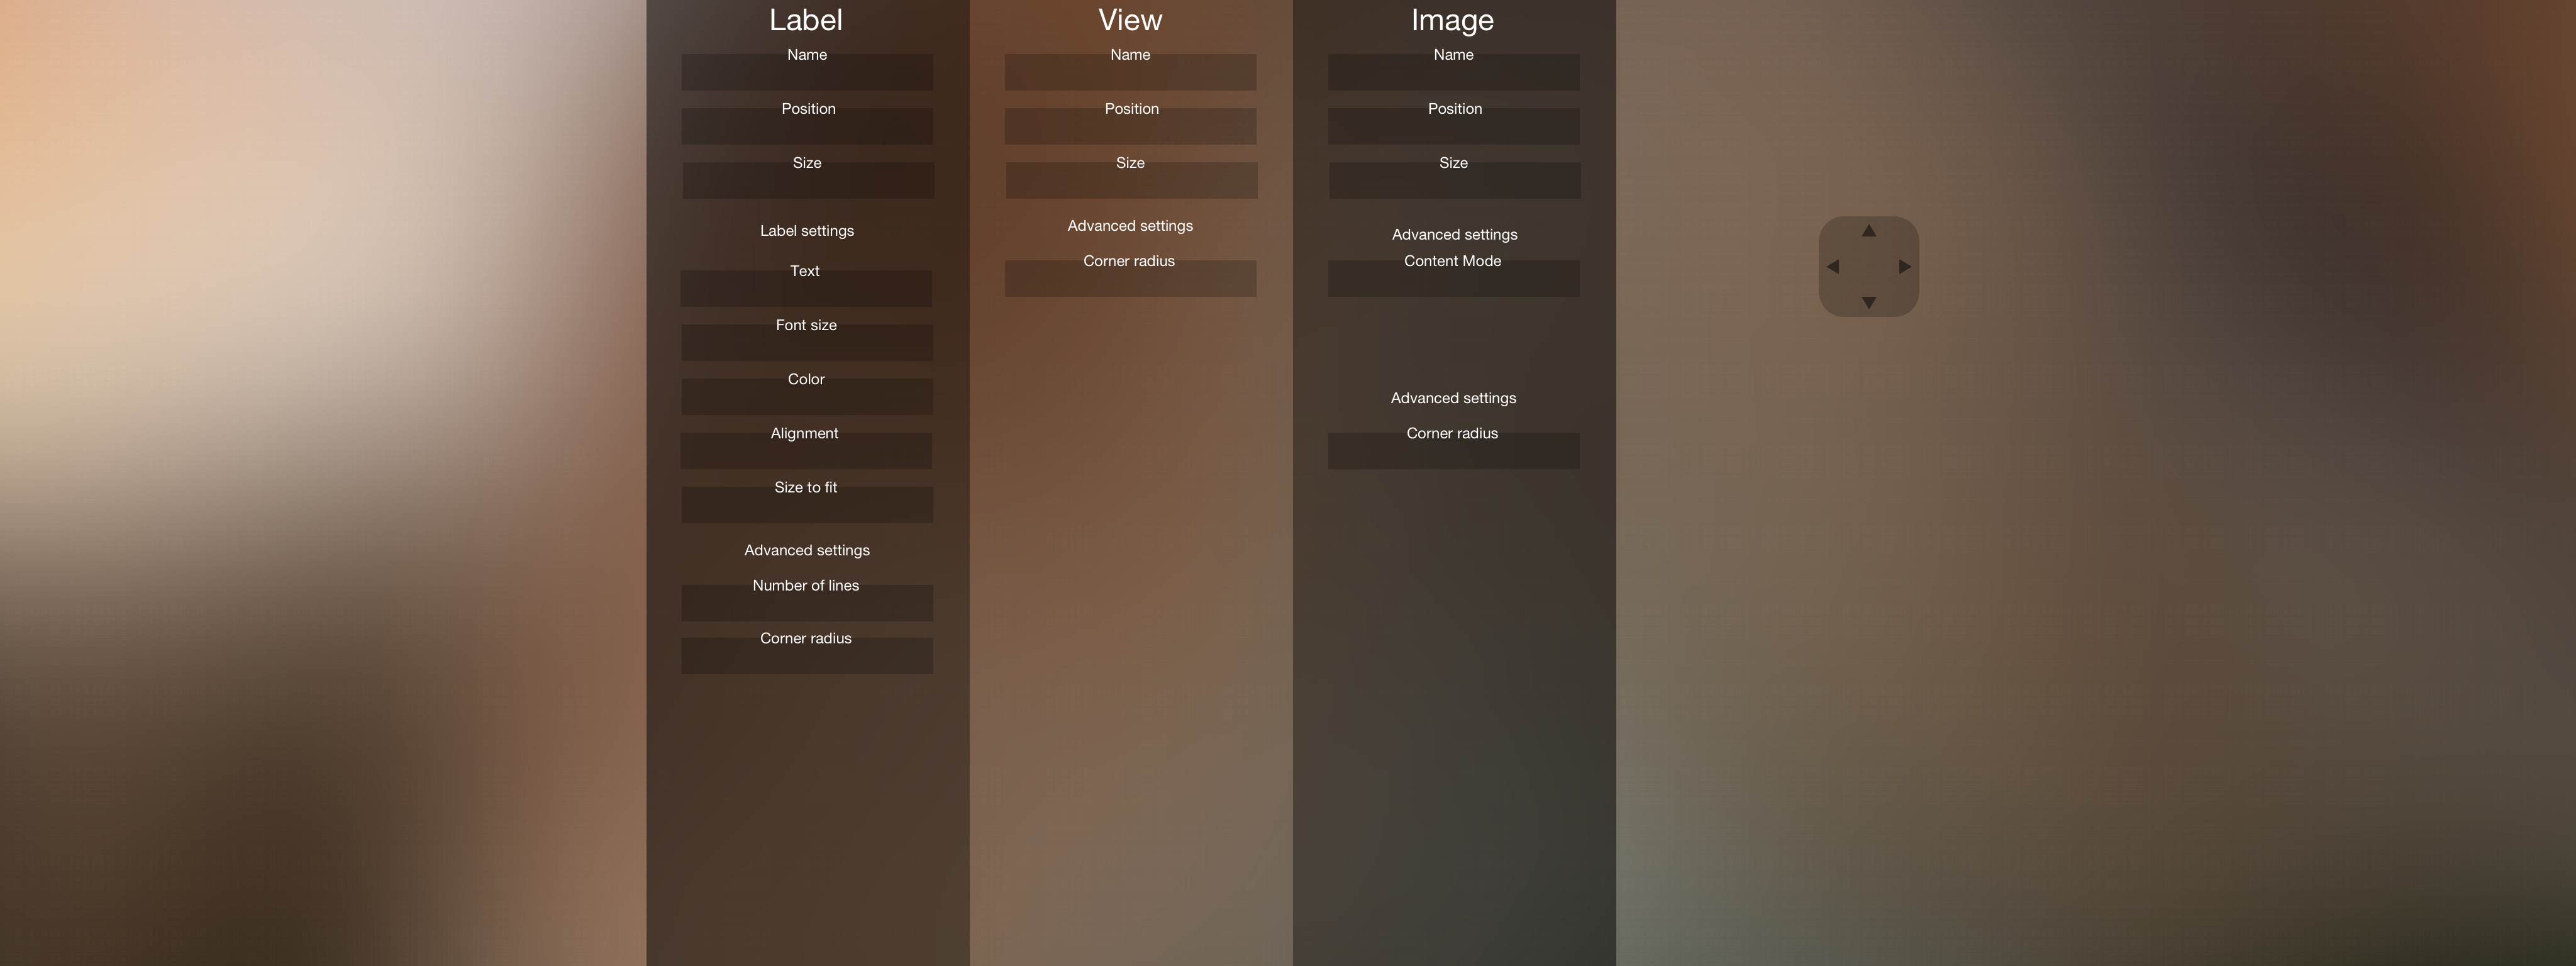 Label
Name
Position
Size
Label settings
Text
Font size
Color
Alignment
Size to fit
Advanced settings
Number of lines
Corner radius
View
Name
Position
Size
Advanced settings
Corner radius
Image
Name
Position
Size
Advanced settings
Content Mode
Advanced settings
Corner radius